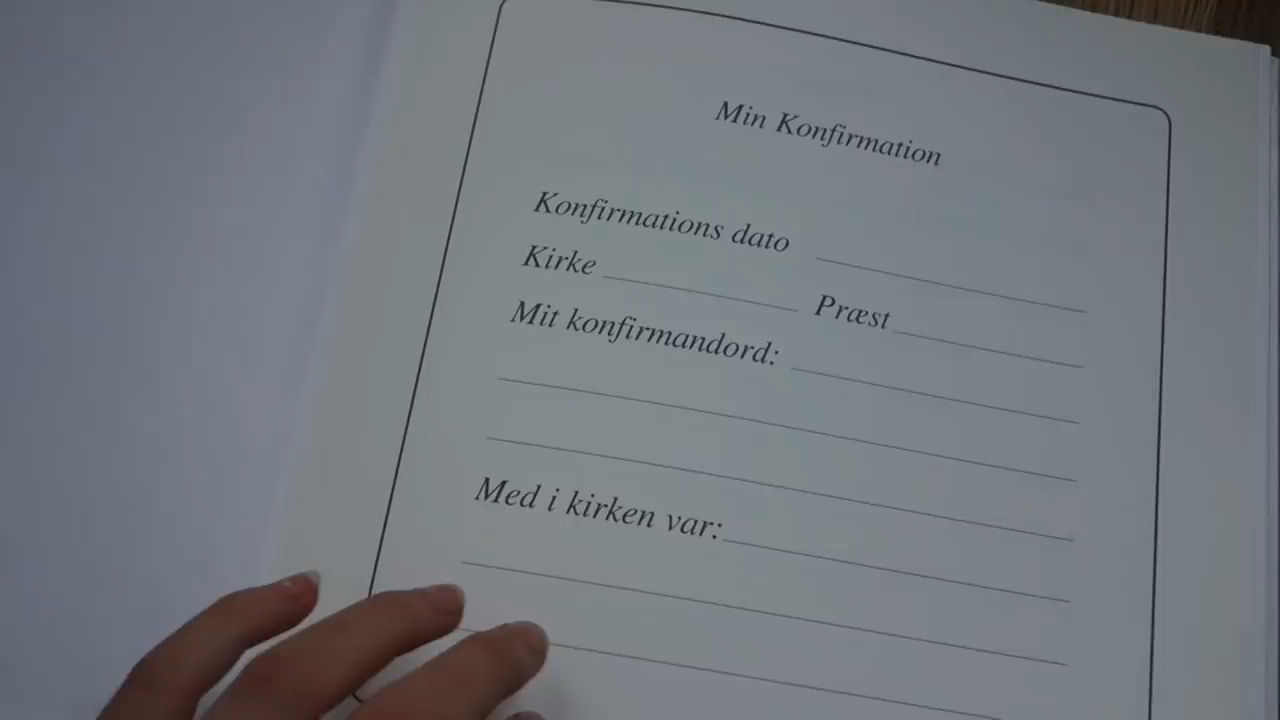 Min Konfirmation
Konfirmations dato
Kirke Præst
Mit konfirmandord:
Med i kirken var: